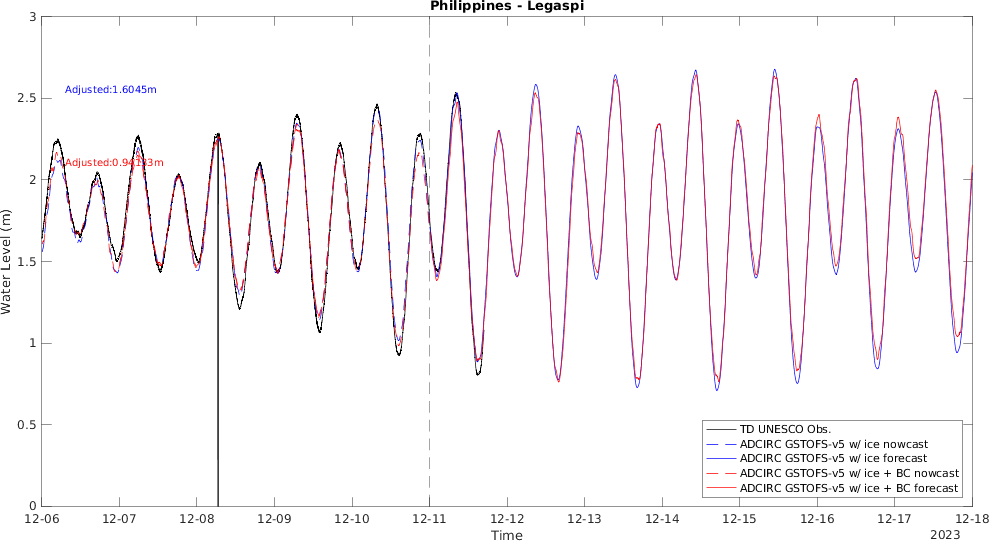 Philippines - Legaspi
3
2.5
2
1.5
1
0.5
0
Water Level (m)
Adjusted:1.6045m
TD UNESCO Obs.
ADCIRC GSTOFS-v5 w/ ice nowcast
ADCIRC GSTOFS-v5 w/ ice forecast
ADCIRC GSTOFS-v5 w/ ice + BC nowcast
ADCIRC GSTOFS-v5 w/ ice + BC forecast
12-06 12-07 12-08 12-09 12-10 12-11 12-12 12-13 12-14 12-15 12-16 12-17 12-18
Time
2023